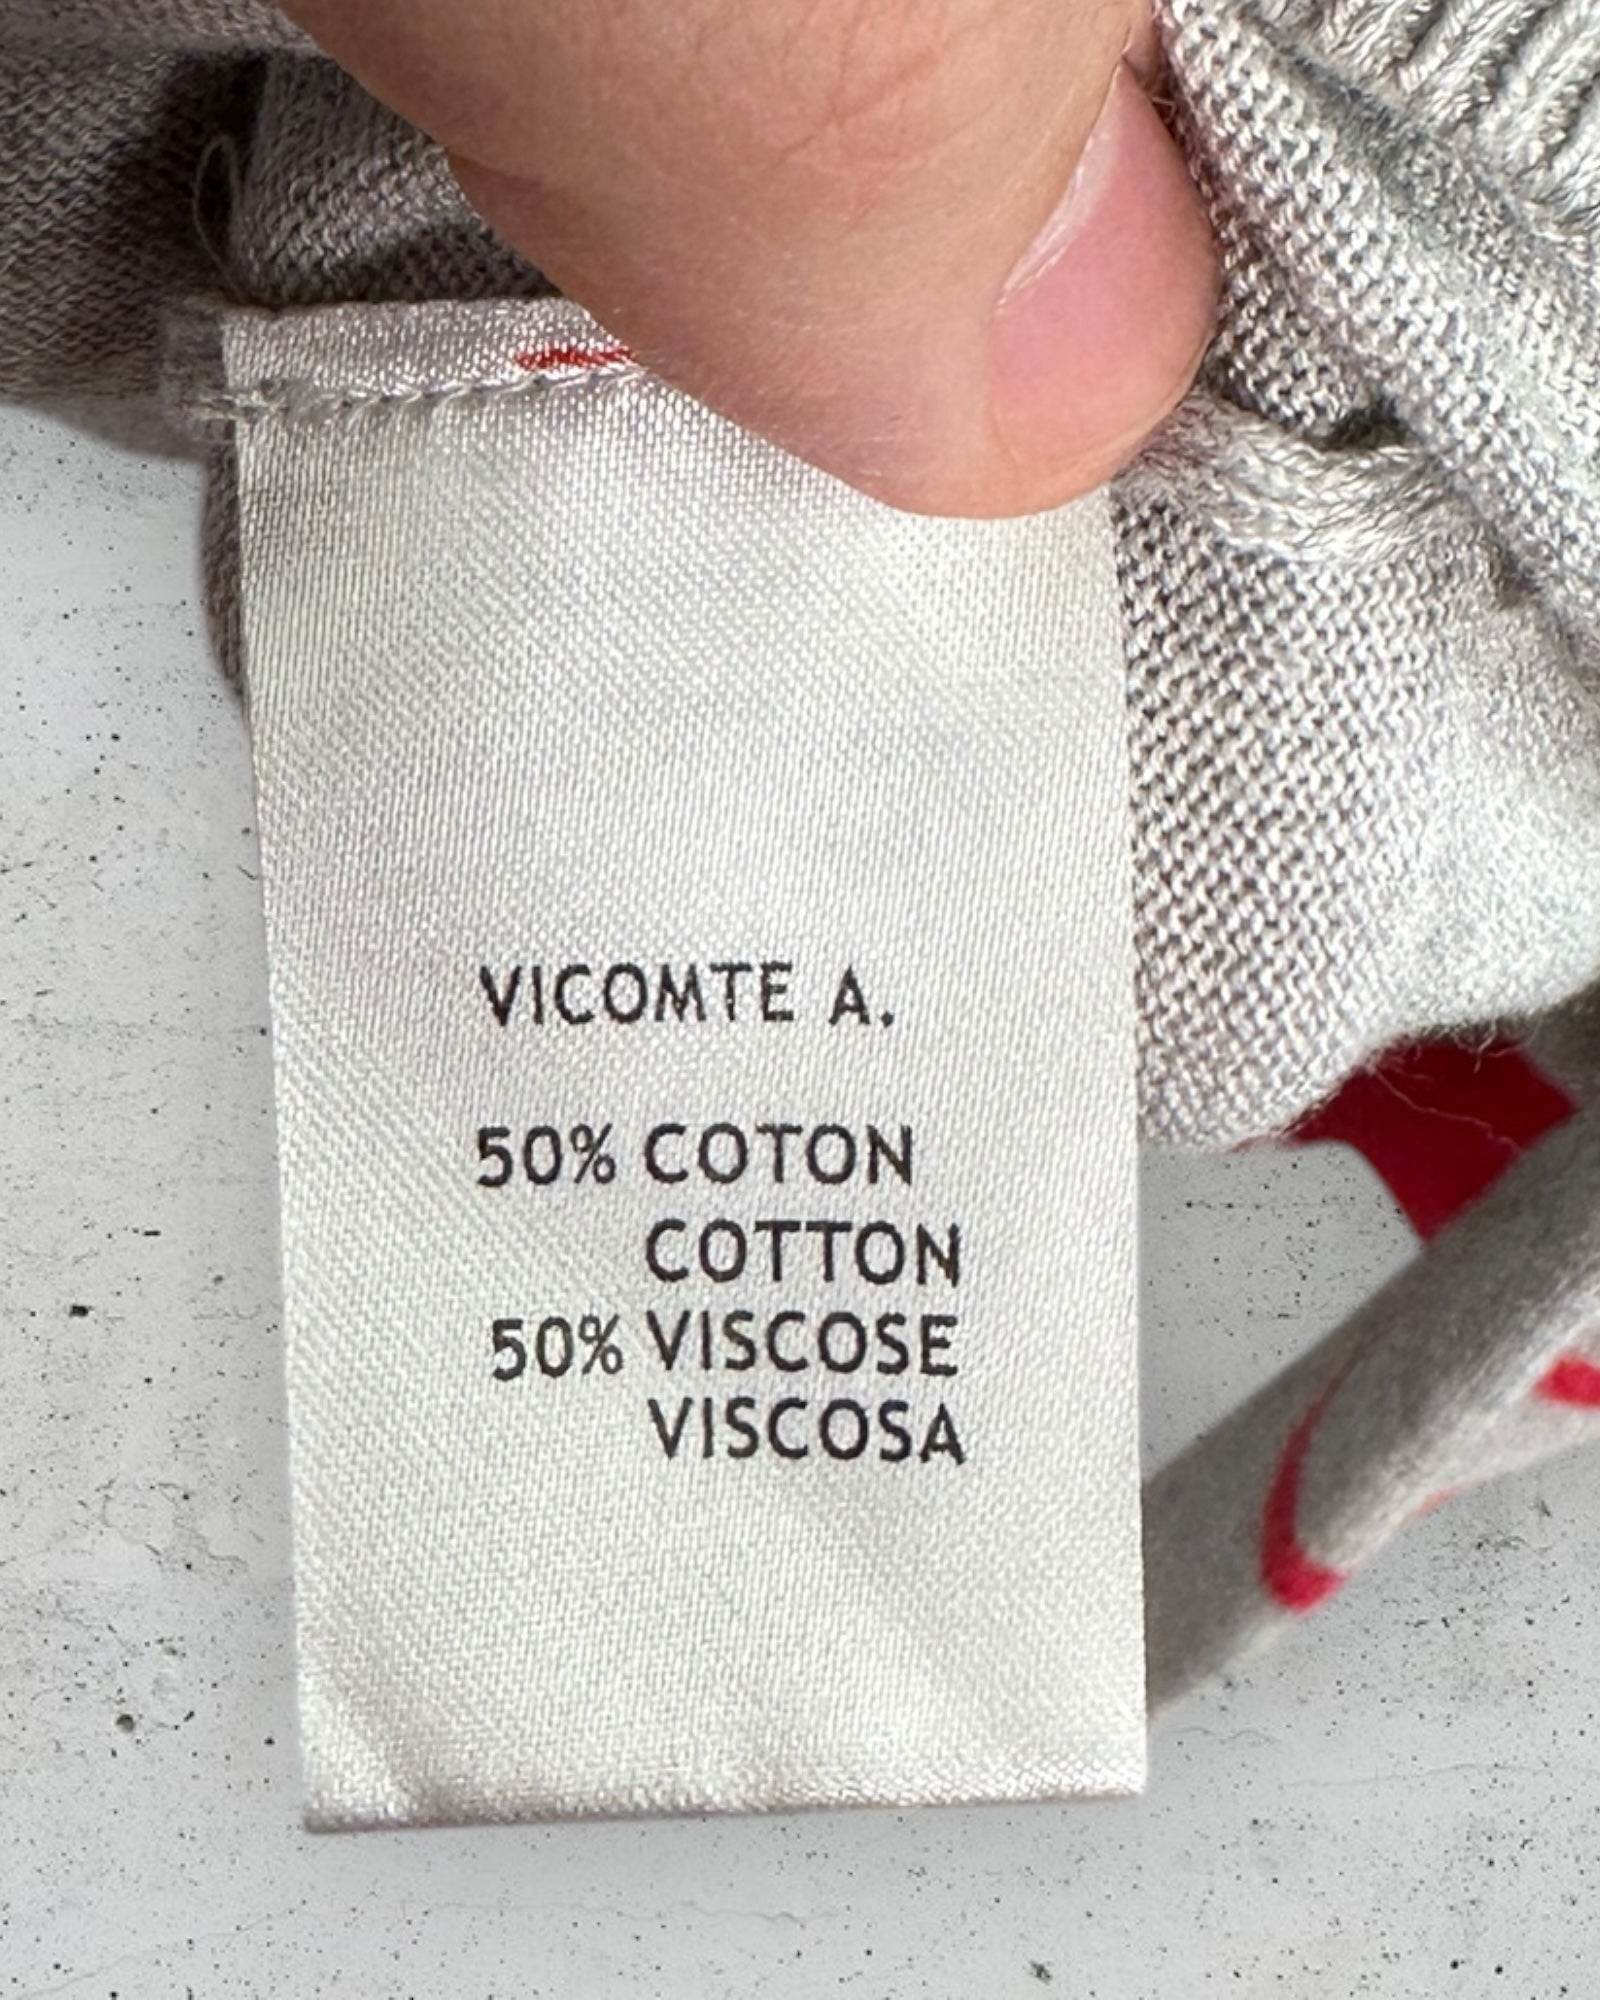 VICOMTE A.
50% COTON
COTTON
50% VISCOSE
VISCOSA